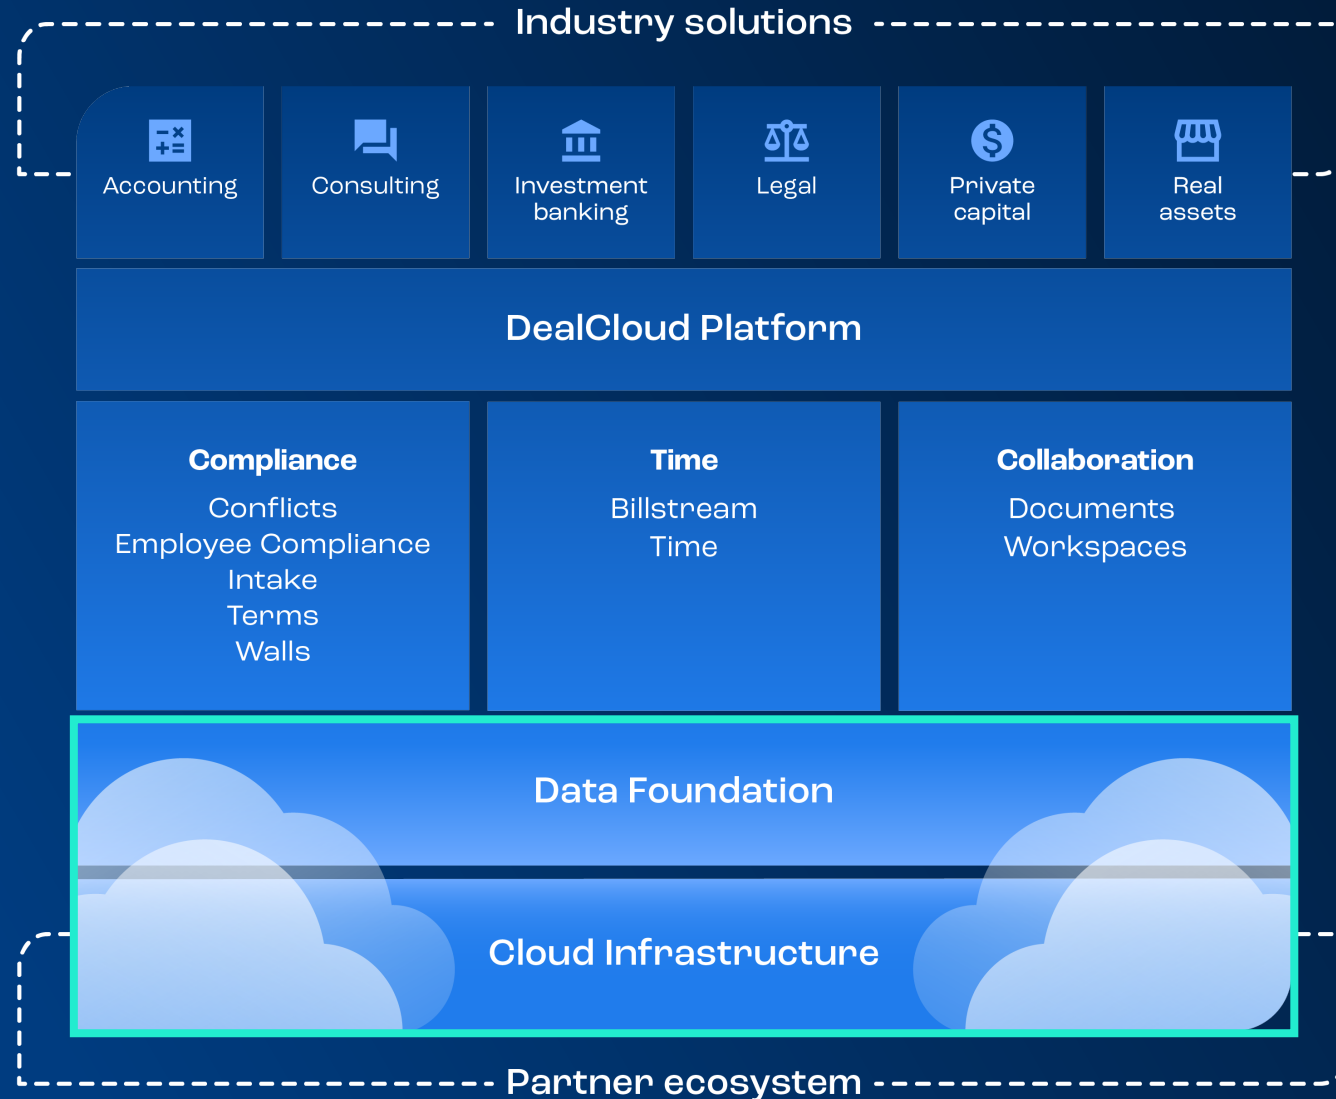 Industry solutions
Accounting
Consulting
Investment
banking
Legal
Private
capital
Real
assets
DealCloud Platform
Compliance
Conflicts
Employee Compliance
Intake
Terms
Walls
Time
Billstream
Time
Collaboration
Documents
Workspaces
Data Foundation
Cloud Infrastructure
Partner ecosystem